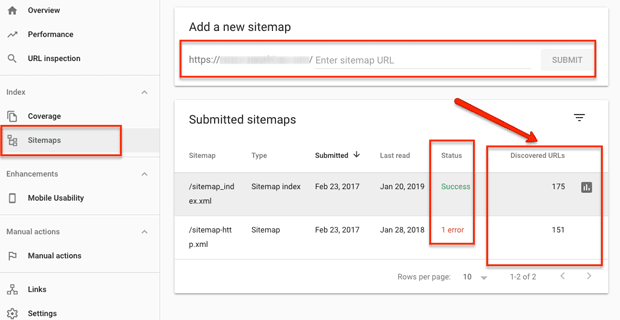 Overview
Performance
URL inspection
Index
Coverage
Sitemaps
Enhancements
Mobile Usability
Manual actions
Manual actions
Links
Settings
Add a new sitemap
https:// / Enter sitemap URL SUBMIT
Submitted sitemaps
Sitemap Type Submitted Last read Status Discovered URLs
/sitemap_ind
ex.xml Sitemap index Feb 23, 2017 Jan 20, 2019 Success 175
/sitemap-htt
p.xml Sitemap Feb 23, 2017 Jan 28, 2018 1 error 151
Rows per page: 10 1-2 of 2